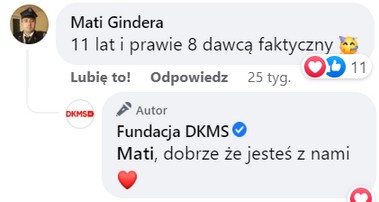 Mati Gindera
11 lat i prawie 8 dawcą faktyczny 🥳
Lubię to! Odpowiedz 25 tyg. 11
DKMS
Autor
Fundacja DKMS
Mati, dobrze że jesteś z nami
❤️